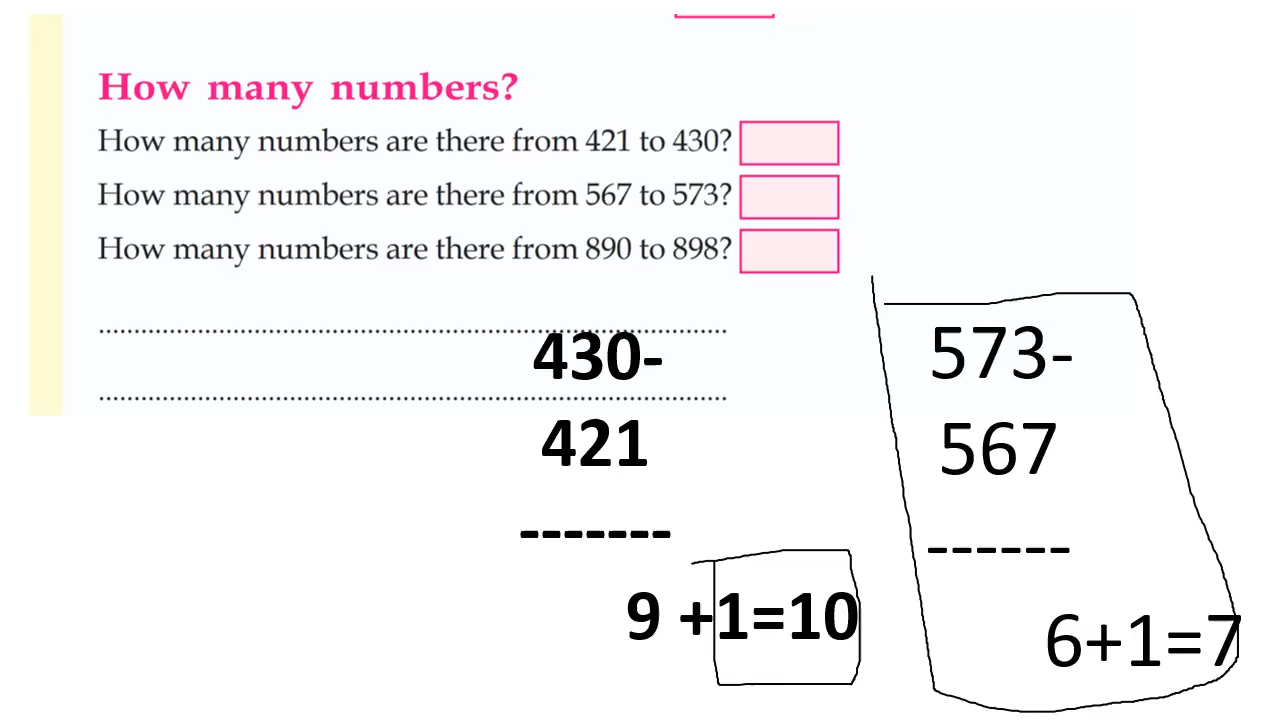 How many numbers?
How many numbers are there from 421 to 430?
How many numbers are there from 567 to 573?
How many numbers are there from 890 to 898?
430-
421
-------
9 +1=10
573-
567
------
6+1=7